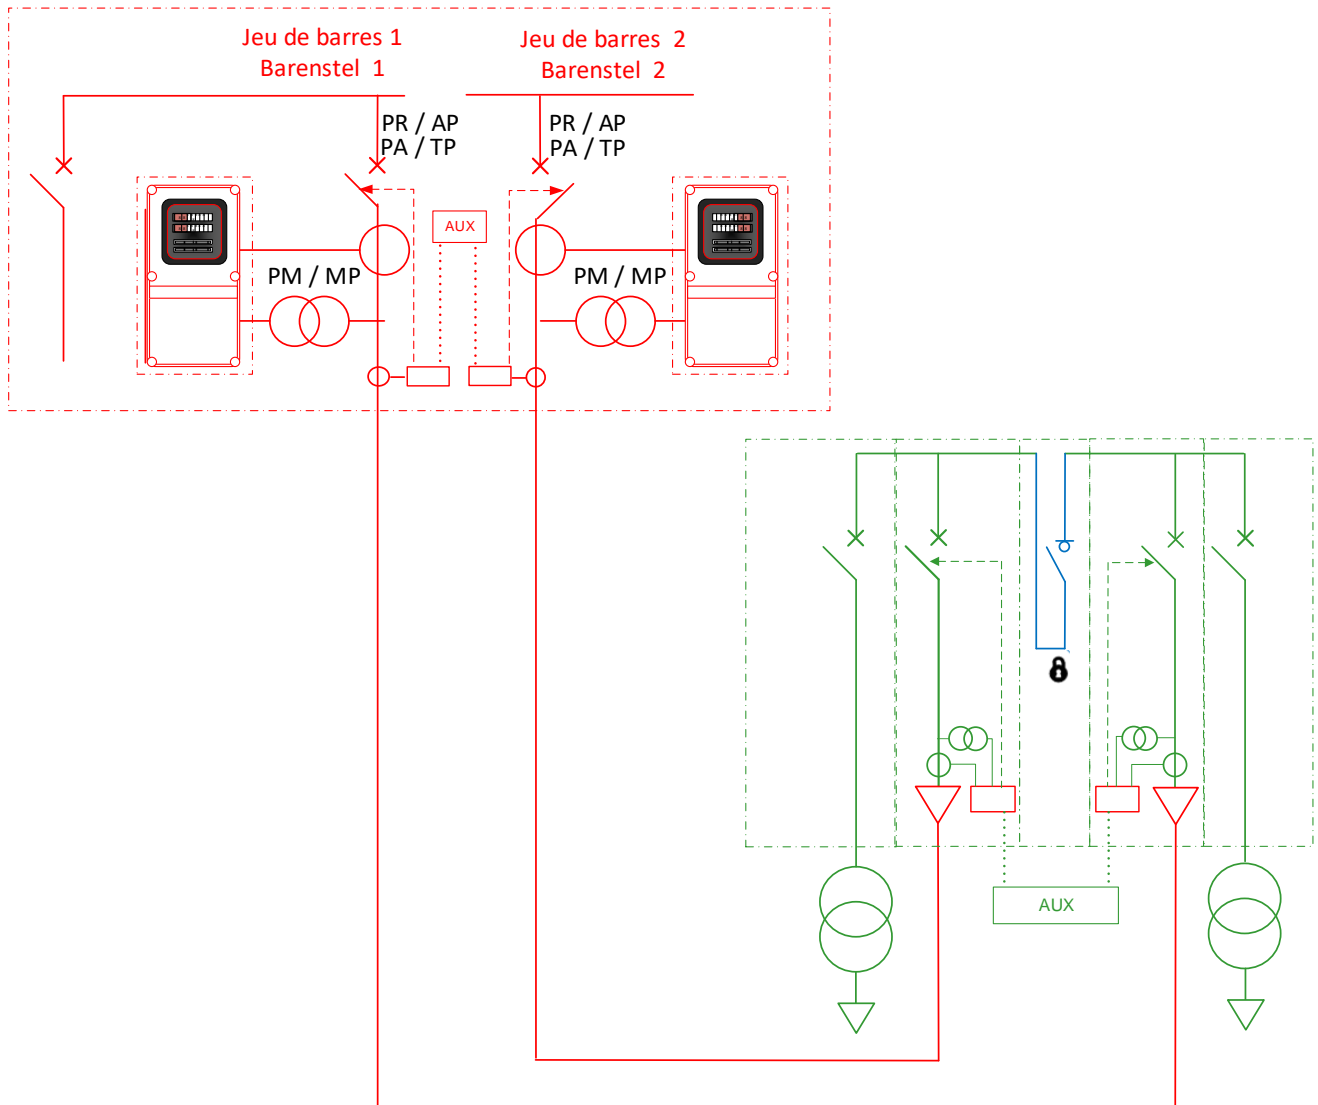 Jeu de barres 1
Barenstel 1
Jeu de barres 2
Barenstel 2
PR / AP
PA / TP
PR / AP
PA / TP
AUX
PM / MP
PM / MP
AUX